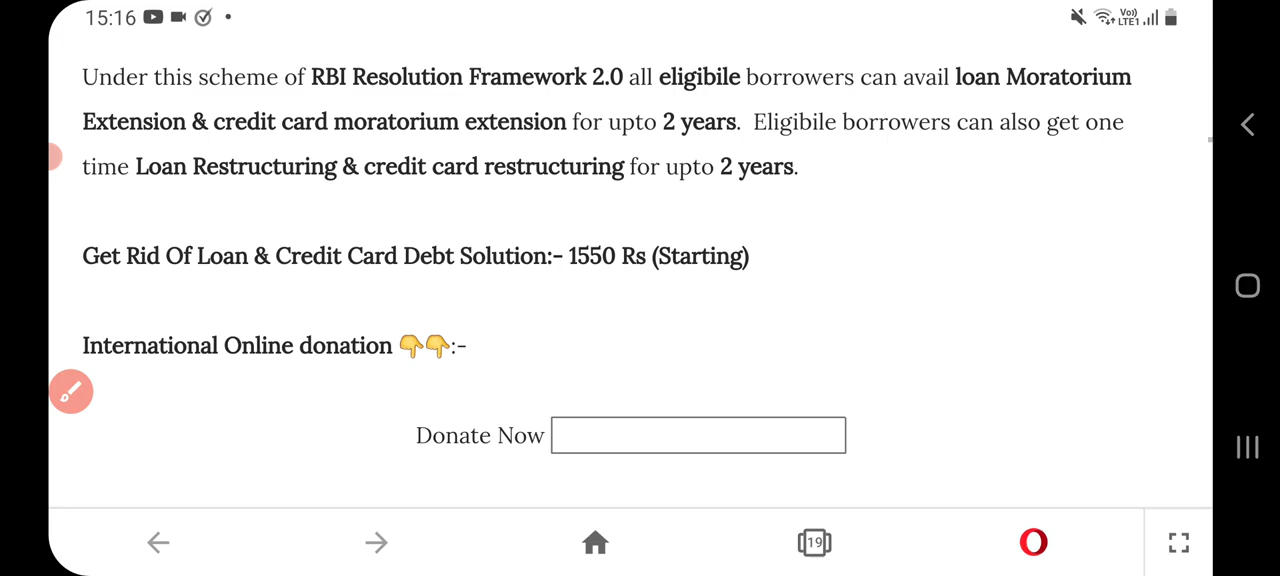 15:16
Vo))
LTE1
Under this scheme of RBI Resolution Framework 2.0 all eligibile borrowers can avail loan Moratorium
Extension & credit card moratorium extension for upto 2 years. Eligibile borrowers can also get one
time Loan Restructuring & credit card restructuring for upto 2 years.
Get Rid Of Loan & Credit Card Debt Solution:- 1550 Rs (Starting)
International Online donation 👇👇:-
Donate Now
19